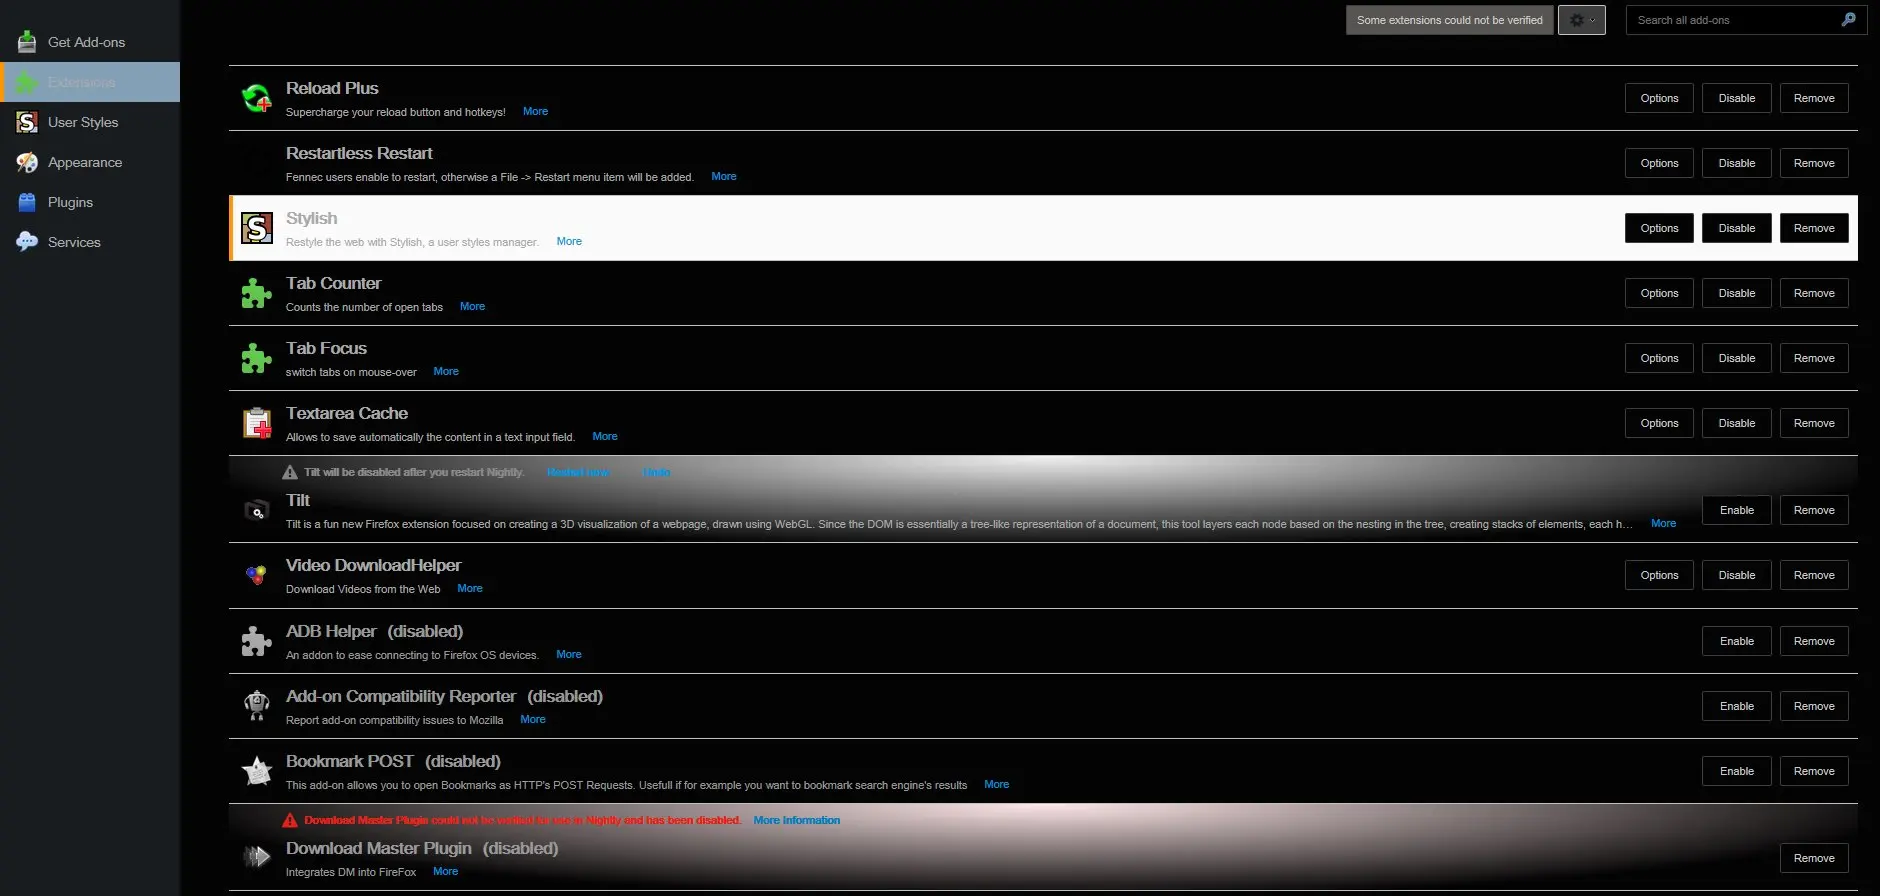 Some extensions could not be verified
Search all add-ons
Get Add-ons
Extensions
User Styles
Appearance
Plugins
Services
Reload Plus
Supercharge your reload button and hotkeys! More
Options Disable Remove
Restartless Restart
Fennec users enable to restart, otherwise a File -> Restart menu item will be added. More
Options Disable Remove
S Stylish
Restyle the web with Stylish, a user styles manager. More
Options Disable Remove
Tab Counter
Counts the number of open tabs More
Options Disable Remove
Tab Focus
switch tabs on mouse-over More
Options Disable Remove
Textarea Cache
Allows to save automatically the content in a text input field. More
Options Disable Remove
Tilt will be disabled after you restart Nightly. Restart now Undo
Tilt
Tilt is a fun new Firefox extension focused on creating a 3D visualization of a webpage, drawn using WebGL. Since the DOM is essentially a tree-like representation of a document, this tool layers each node based on the nesting in the tree, creating stacks of elements, each h... More
Enable Remove
Video DownloadHelper
Download Videos from the Web More
Options Disable Remove
ADB Helper (disabled)
An addon to ease connecting to Firefox OS devices. More
Enable Remove
Add-on Compatibility Reporter (disabled)
Report add-on compatibility issues to Mozilla More
Enable Remove
Bookmark POST (disabled)
This add-on allows you to open Bookmarks as HTTP's POST Requests. Usefull if for example you want to bookmark search engine's results More
Enable Remove
Download Master Plugin could not be verified for use in Nightly and has been disabled. More Information
Download Master Plugin (disabled)
Integrates DM into FireFox More
Remove